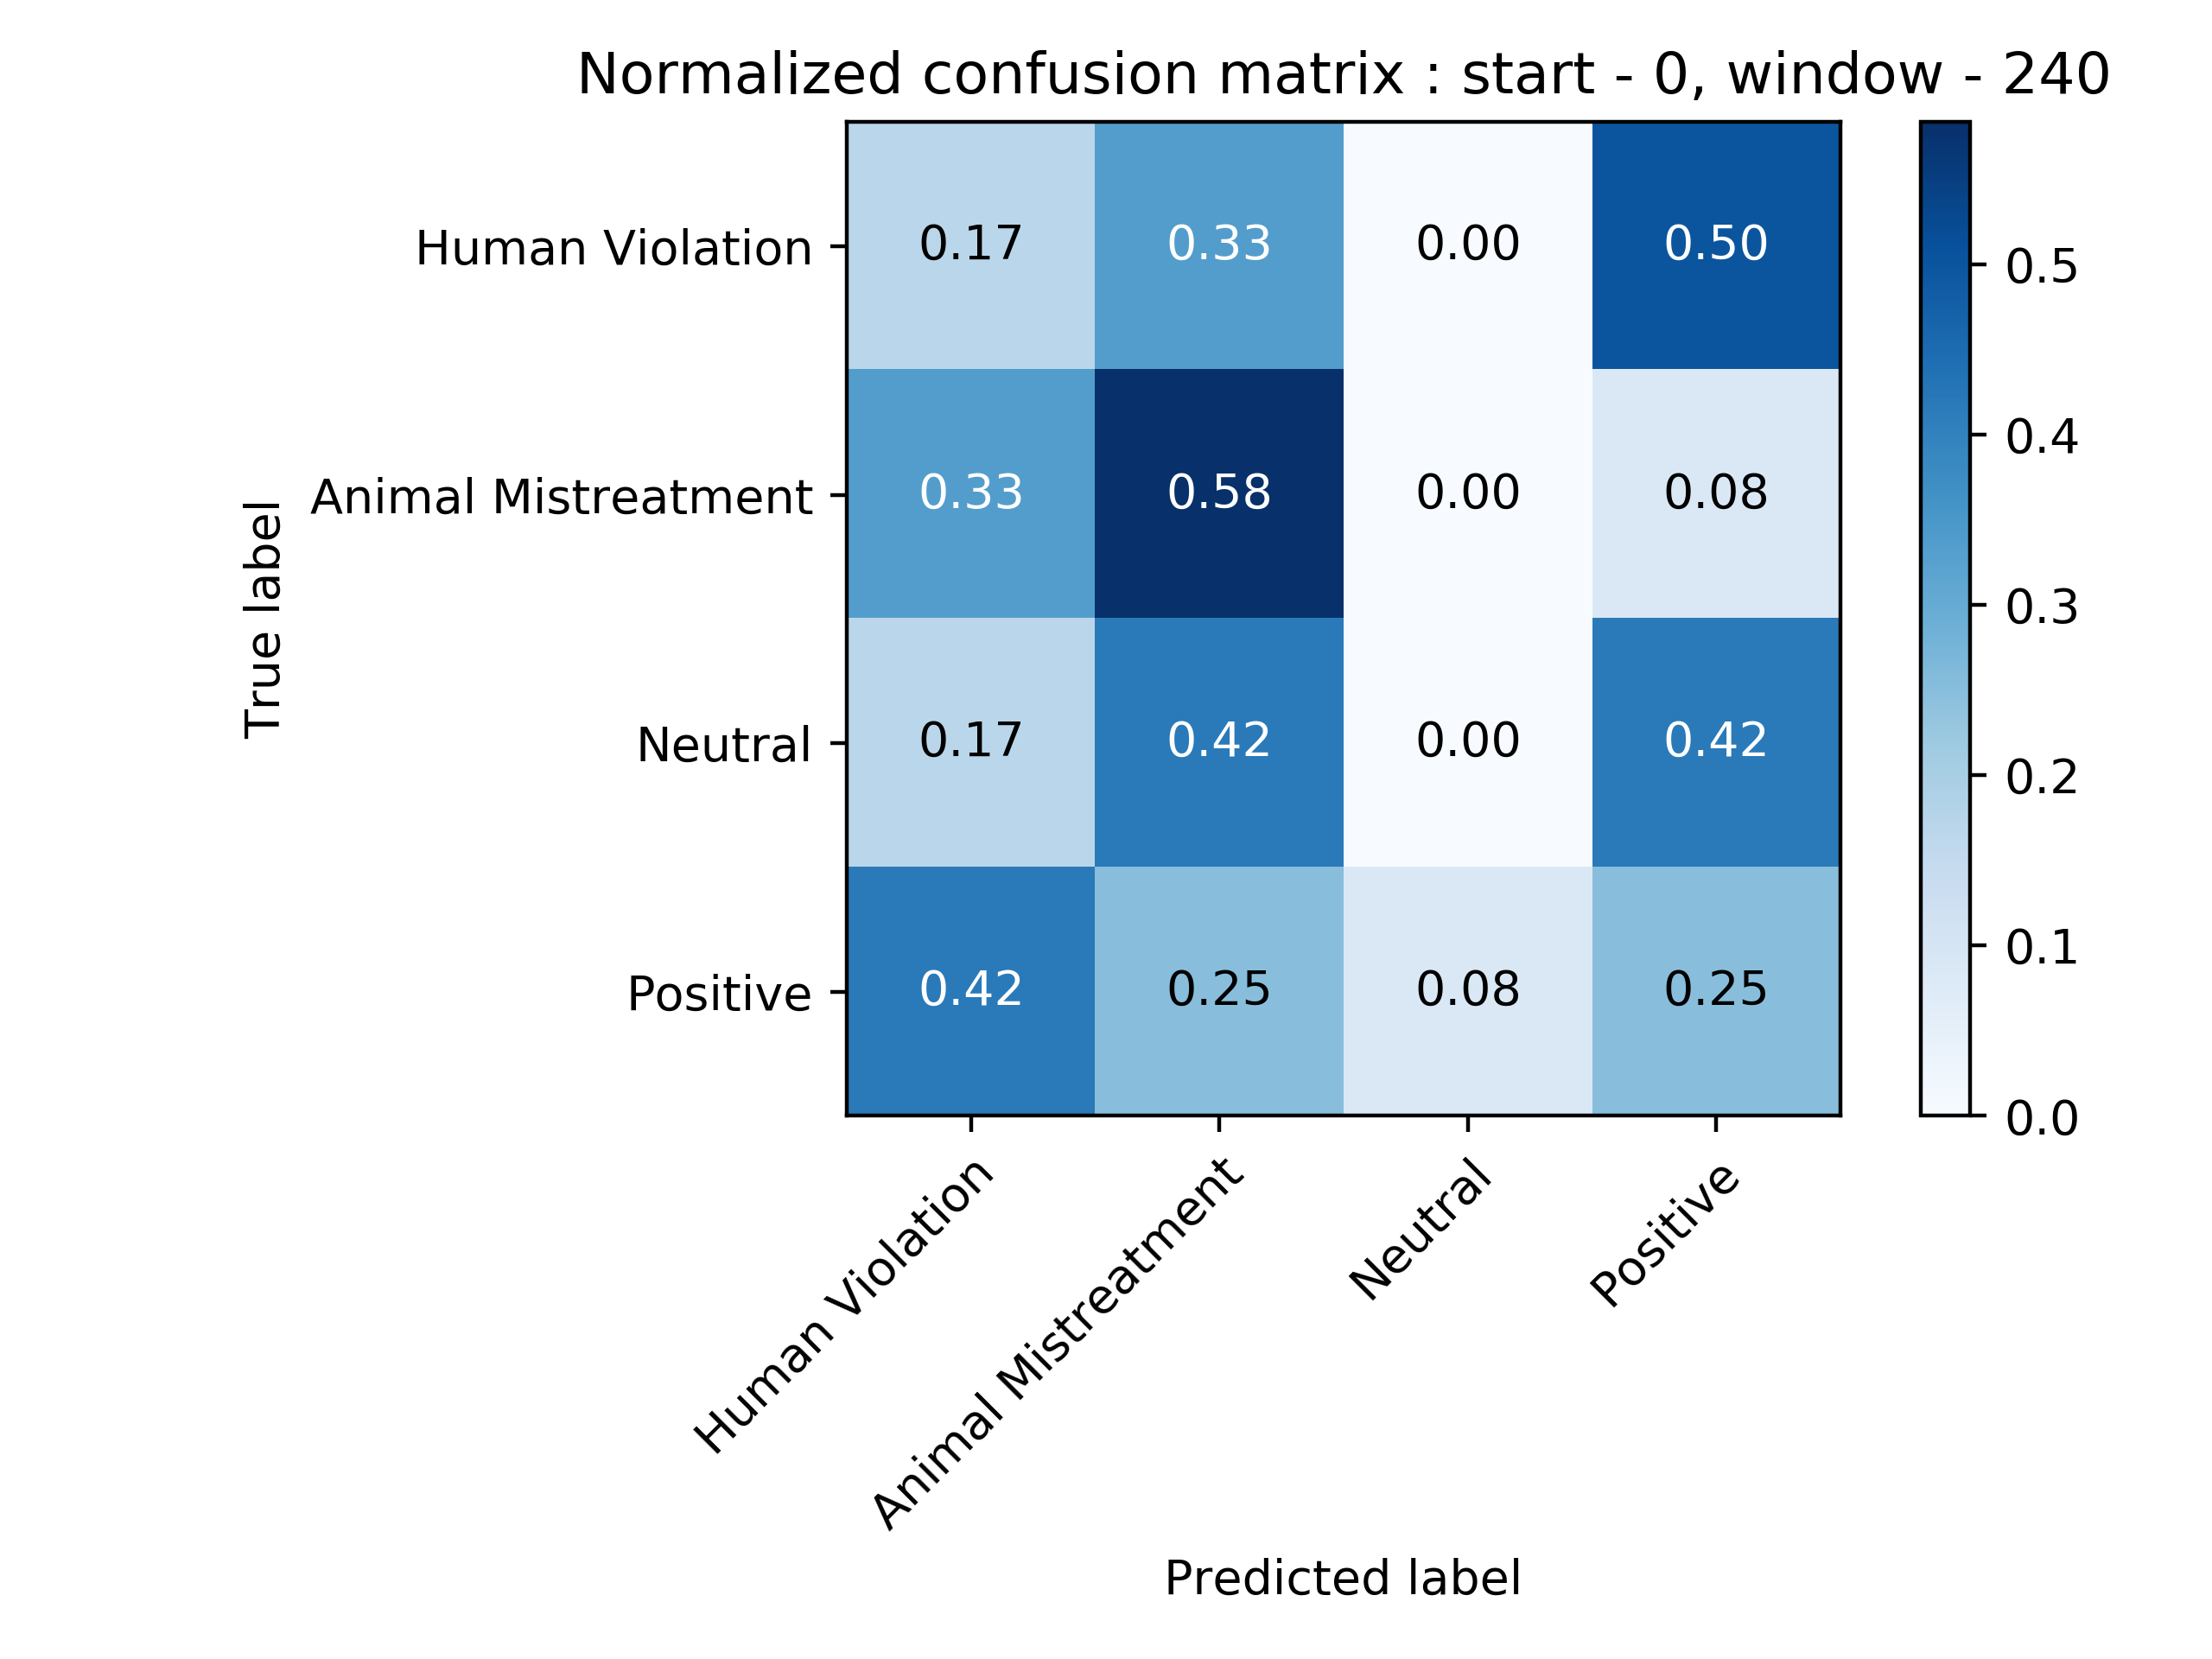 Normalized confusion matrix : start - 0, window - 240
True label
Human Violation 0.17 0.33 0.00 0.50
Animal Mistreatment 0.33 0.58 0.00 0.08
Neutral 0.17 0.42 0.00 0.42
Positive 0.42 0.25 0.08 0.25
Human Violation
Animal Mistreatment
Neutral
Positive
Predicted label
0.5
0.4
0.3
0.2
0.1
0.0